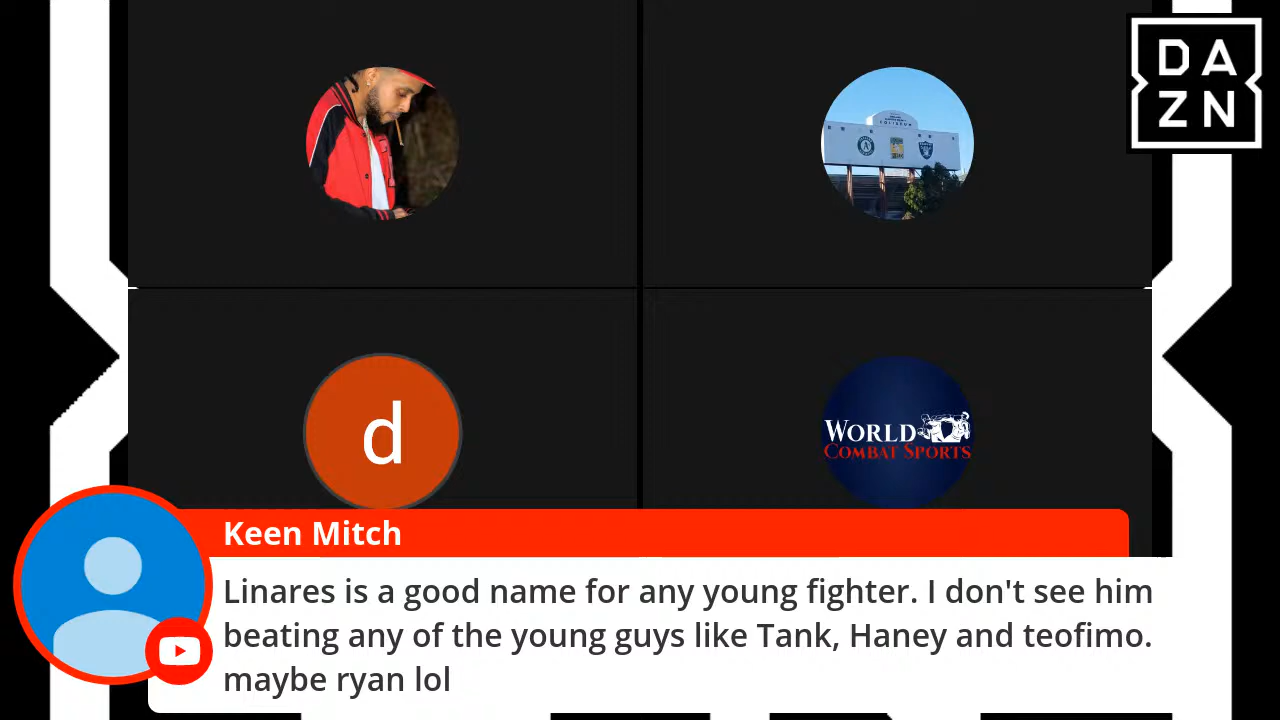 DAZN
COLISEUM
d
WORLD
COMBAT SPORTS
Keen Mitch
Linares is a good name for any young fighter. I don't see him
beating any of the young guys like Tank, Haney and teofimo.
maybe ryan lol